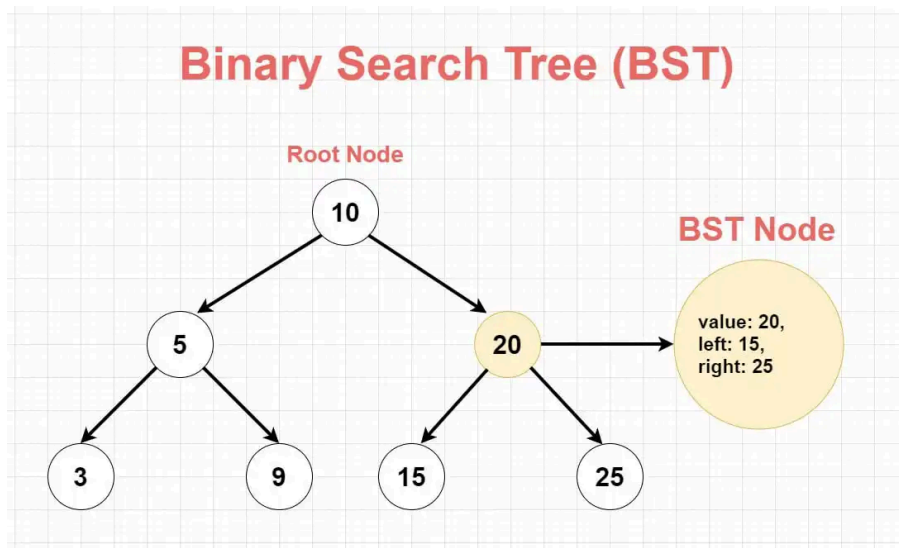 Binary Search Tree (BST)
Root Node
10
BST Node
value: 20,
left: 15,
right: 25
5
20
3
9
15
25